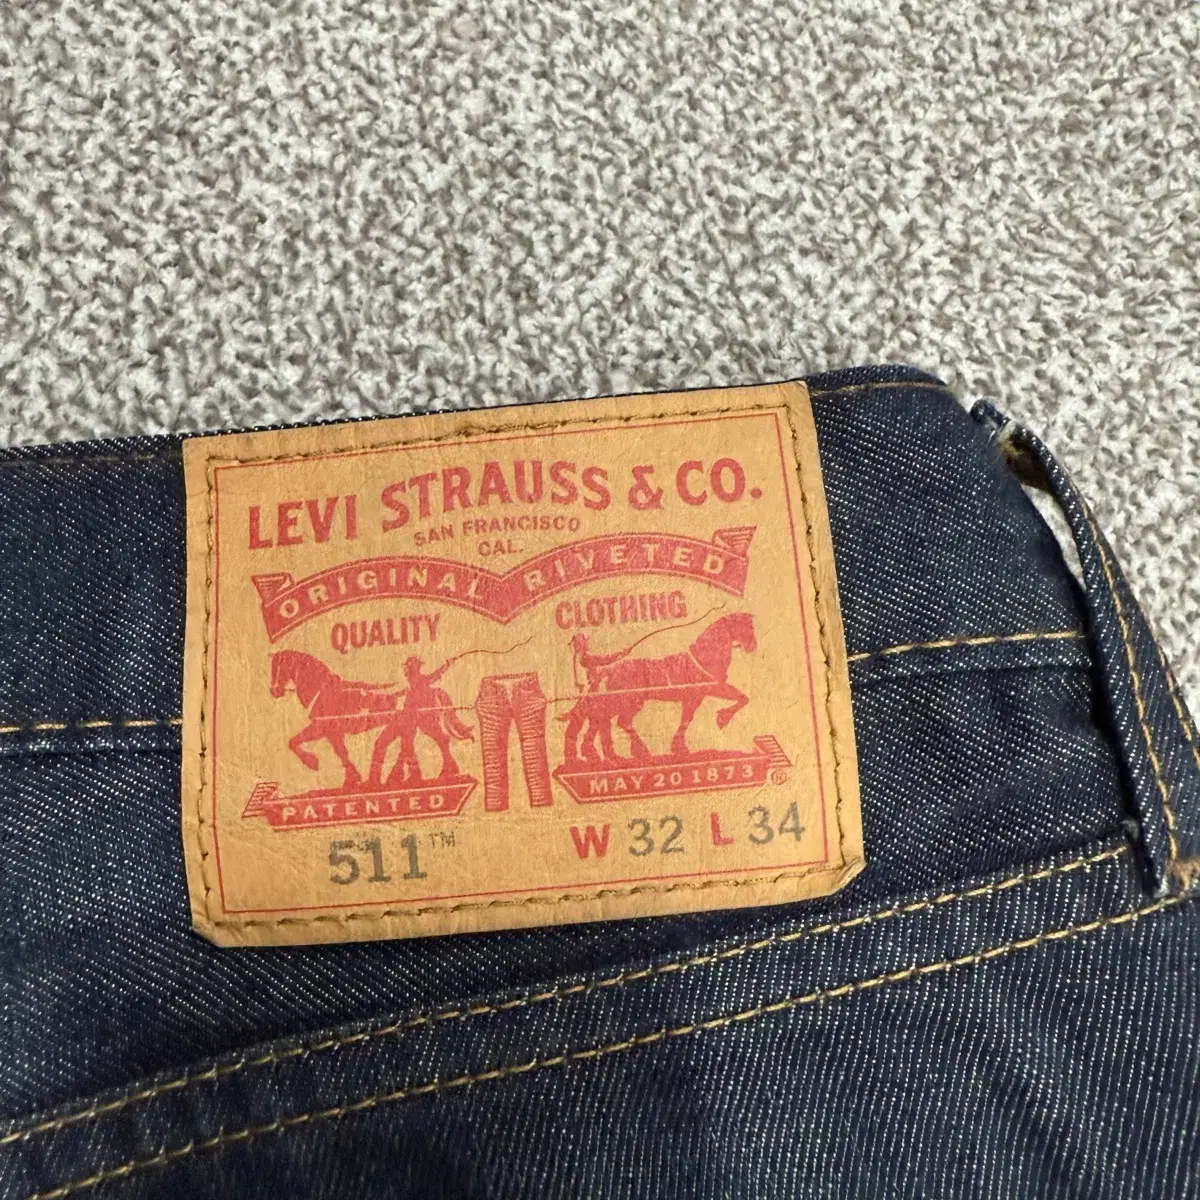 LEVI STRAUSS & CO.
SAN FRANCISCO
CAL.
ORIGINAL RIVETED
QUALITY CLOTHING
PATENTED MAY 20 1873 ®
511™ W 32 L 34